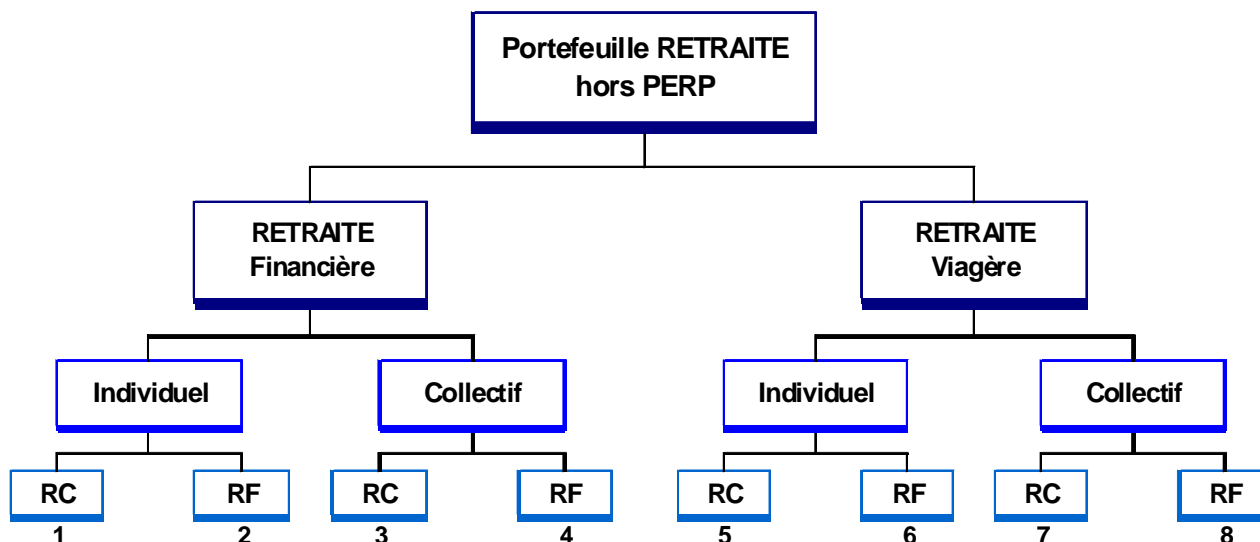 Portefeuille RETRAITE
hors PERP
RETRAITE
Financière
RETRAITE
Viagère
Individuel
Collectif
Individuel
Collectif
RC
RF
RC
RF
RC
RF
RC
RF
1
2
3
4
5
6
7
8